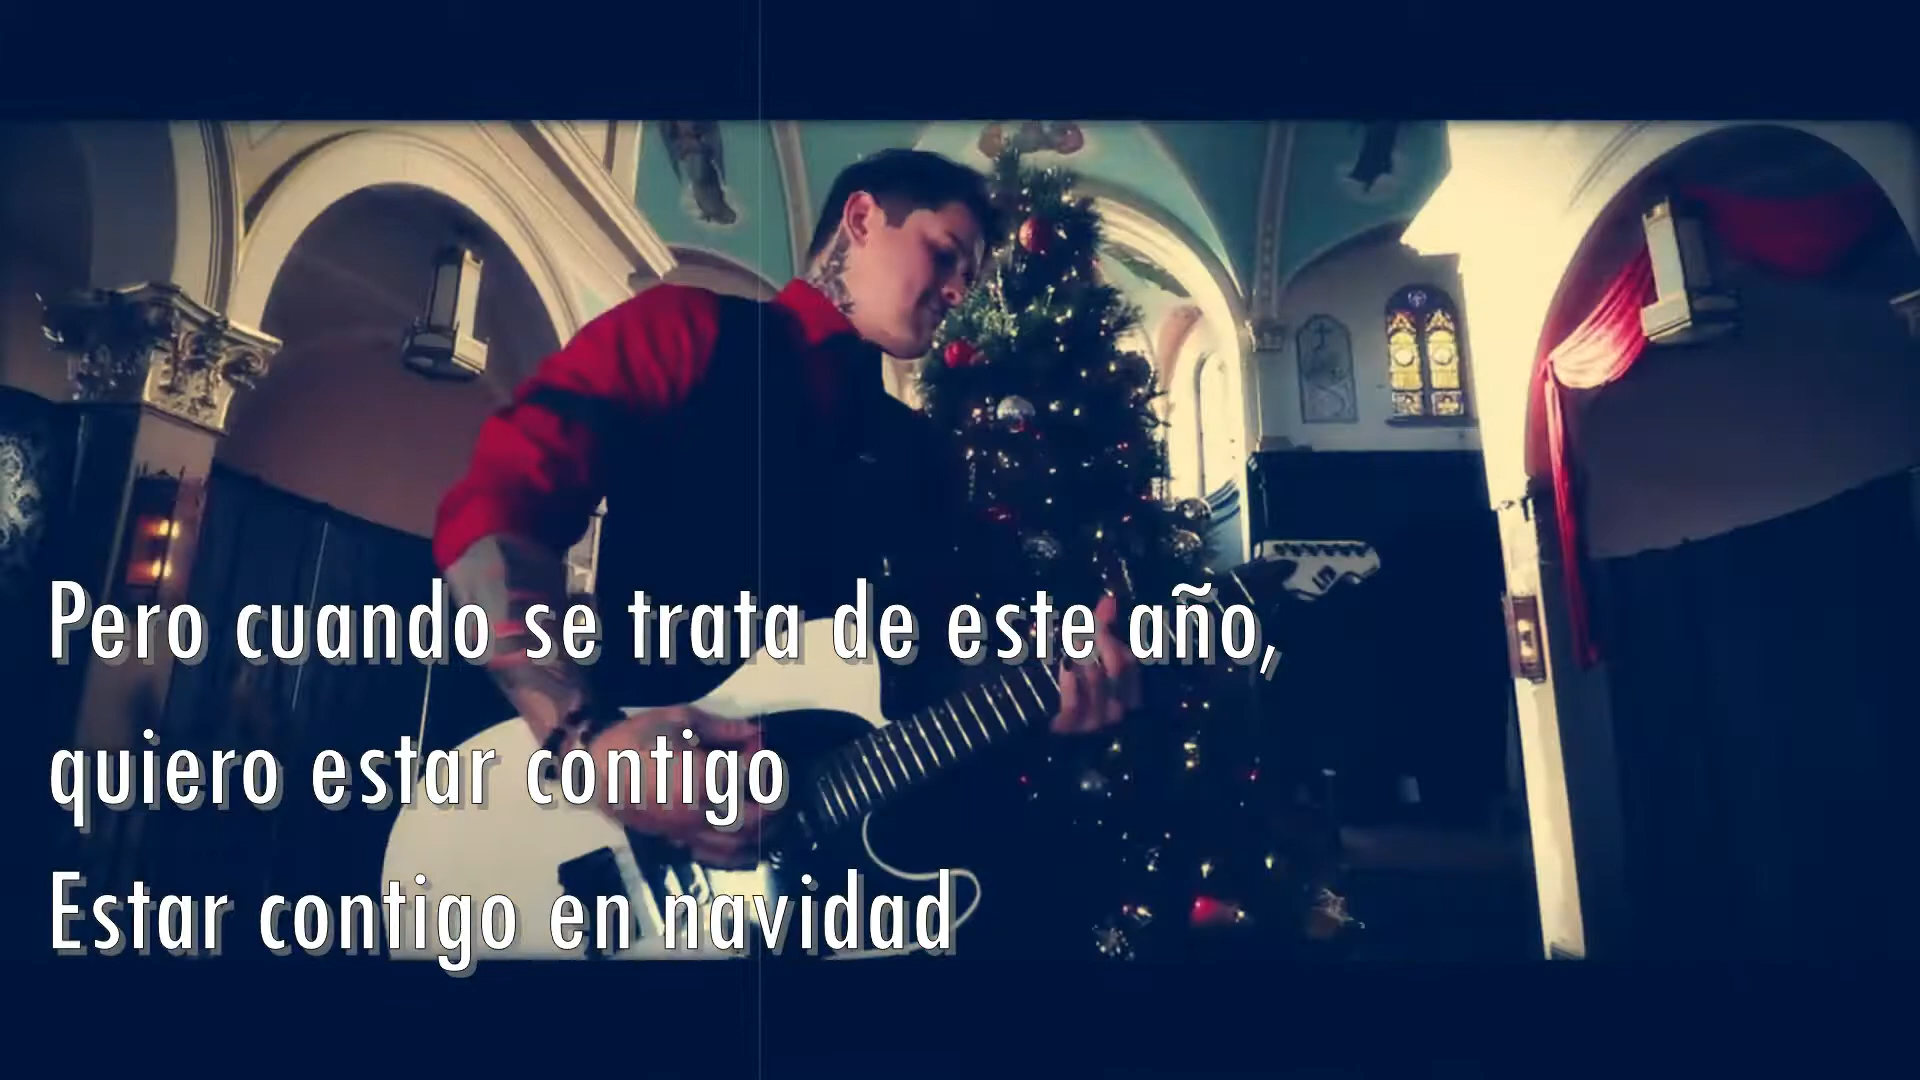 Pero cuando se trata de este año,
quiero estar contigo
Estar contigo en navidad